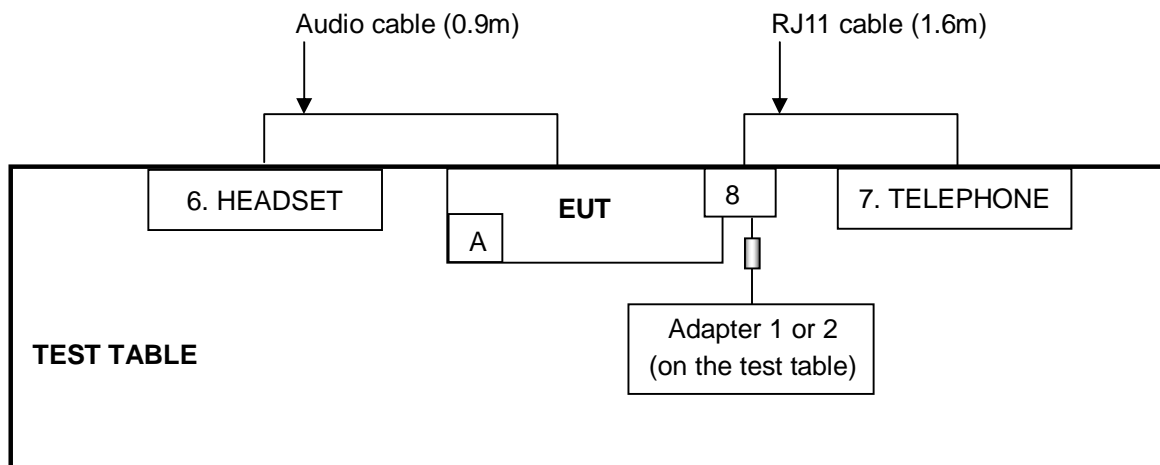 Audio cable (0.9m)
RJ11 cable (1.6m)
6. HEADSET
EUT
8
7. TELEPHONE
A
Adapter 1 or 2
(on the test table)
TEST TABLE